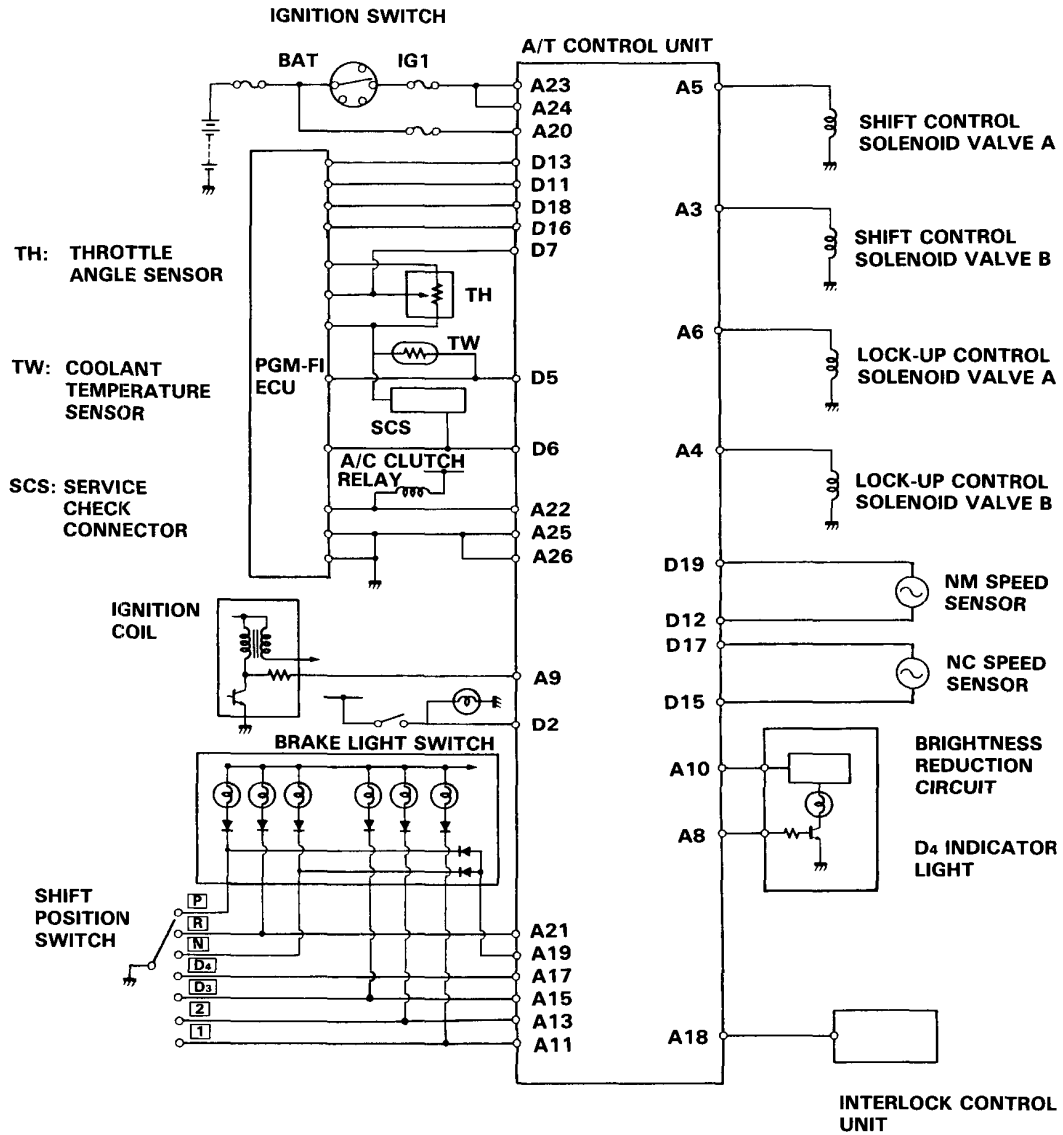 IGNITION SWITCH
BAT
IG1
A/T CONTROL UNIT
A23
A24
A20
D13
D11
D18
D16
D7
TH
TW
D5
PGM-FI
ECU
SCS
D6
A/C CLUTCH
RELAY
A22
A25
A26
TH: THROTTLE
ANGLE SENSOR
TW: COOLANT
TEMPERATURE
SENSOR
SCS: SERVICE
CHECK
CONNECTOR
IGNITION
COIL
A9
D2
BRAKE LIGHT SWITCH
SHIFT
POSITION
SWITCH
P
R
N
D4
D3
2
1
A21
A19
A17
A15
A13
A11
A5
SHIFT CONTROL
SOLENOID VALVE A
A3
SHIFT CONTROL
SOLENOID VALVE B
A6
LOCK-UP CONTROL
SOLENOID VALVE A
A4
LOCK-UP CONTROL
SOLENOID VALVE B
D19
D12
NM SPEED
SENSOR
D17
D15
NC SPEED
SENSOR
A10
A8
BRIGHTNESS
REDUCTION
CIRCUIT
D4 INDICATOR
LIGHT
A18
INTERLOCK CONTROL
UNIT